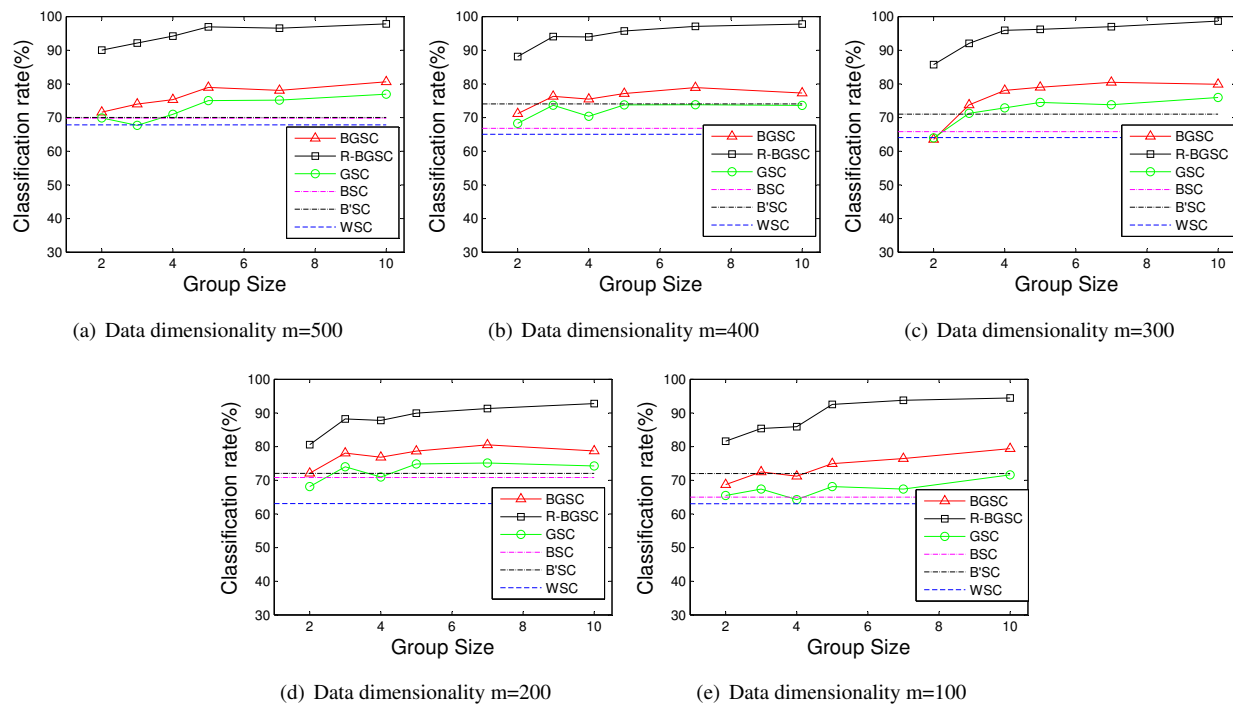 Classification rate(%)
100
90
80
70
60
50
40
30
2
4
6
8
10
Group Size
BGSC
R-BGSC
GSC
BSC
B'SC
WSC
(a) Data dimensionality m=500
Classification rate(%)
100
90
80
70
60
50
40
30
2
4
6
8
10
Group Size
BGSC
R-BGSC
GSC
BSC
B'SC
WSC
(b) Data dimensionality m=400
Classification rate(%)
100
90
80
70
60
50
40
30
2
4
6
8
10
Group Size
BGSC
R-BGSC
GSC
BSC
B'SC
WSC
(c) Data dimensionality m=300
Classification rate(%)
100
90
80
70
60
50
40
30
2
4
6
8
10
Group Size
BGSC
R-BGSC
GSC
BSC
B'SC
WSC
(d) Data dimensionality m=200
Classification rate(%)
100
90
80
70
60
50
40
30
2
4
6
8
10
Group Size
BGSC
R-BGSC
GSC
BSC
B'SC
WSC
(e) Data dimensionality m=100